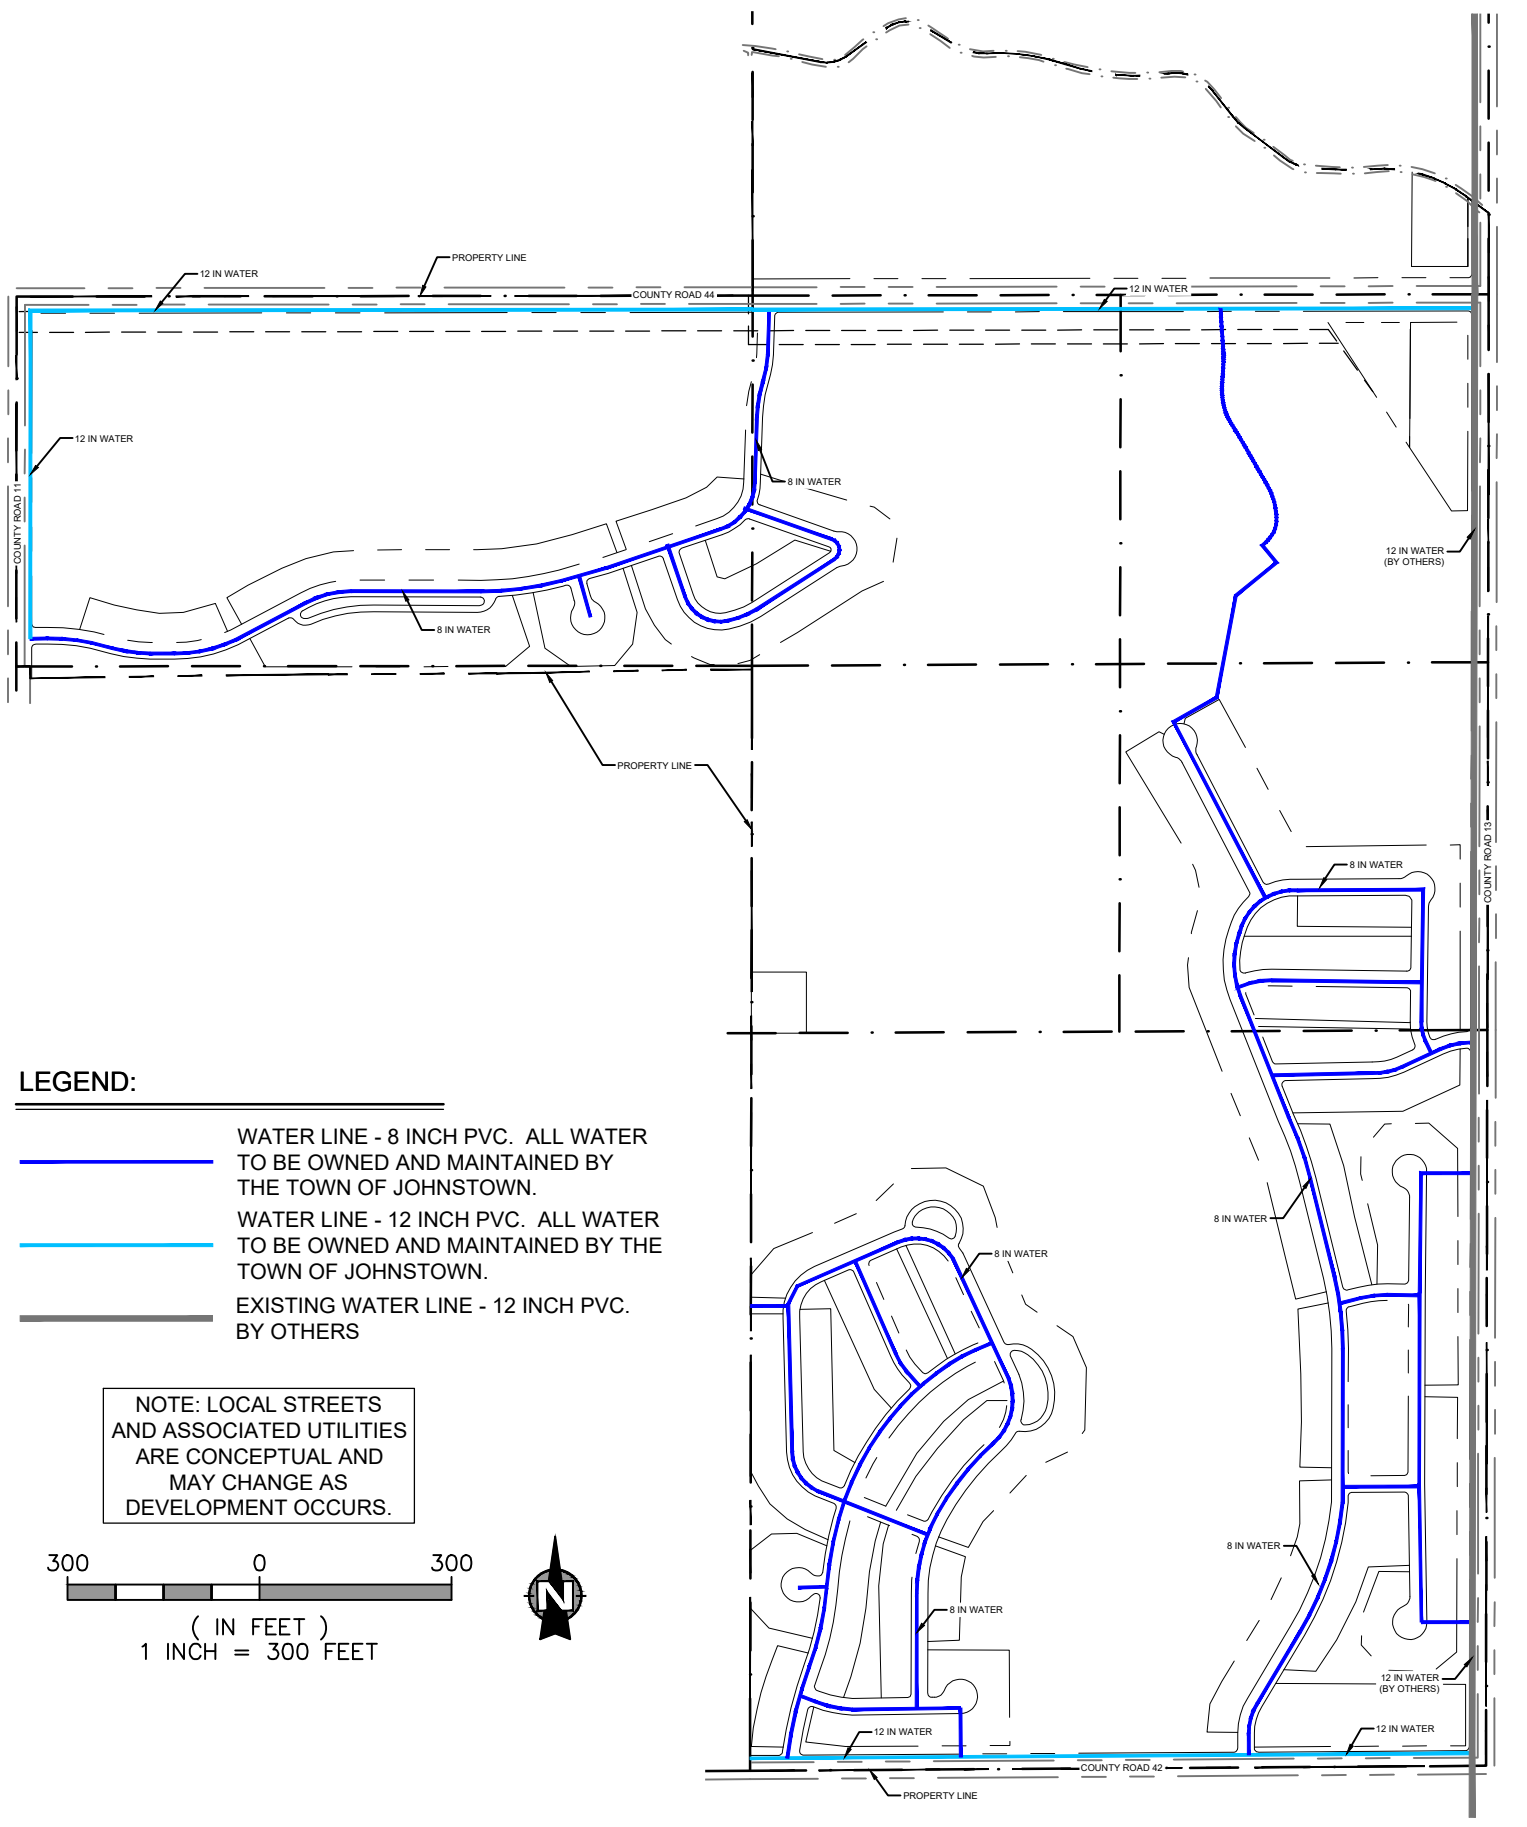 PROPERTY LINE
12 IN WATER
COUNTY ROAD 44
12 IN WATER
12 IN WATER
8 IN WATER
COUNTY ROAD 11
12 IN WATER
(BY OTHERS)
8 IN WATER
PROPERTY LINE
COUNTY ROAD 13
8 IN WATER
LEGEND:
WATER LINE - 8 INCH PVC. ALL WATER
TO BE OWNED AND MAINTAINED BY
THE TOWN OF JOHNSTOWN.
WATER LINE - 12 INCH PVC. ALL WATER
TO BE OWNED AND MAINTAINED BY THE
TOWN OF JOHNSTOWN.
EXISTING WATER LINE - 12 INCH PVC.
BY OTHERS
8 IN WATER
8 IN WATER
NOTE: LOCAL STREETS
AND ASSOCIATED UTILITIES
ARE CONCEPTUAL AND
MAY CHANGE AS
DEVELOPMENT OCCURS.
300 0 300
( IN FEET )
1 INCH = 300 FEET
N
8 IN WATER
8 IN WATER
12 IN WATER
(BY OTHERS)
12 IN WATER
12 IN WATER
COUNTY ROAD 42
PROPERTY LINE